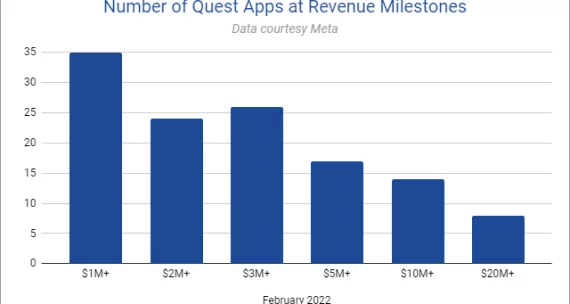 Number of Quest Apps at Revenue Milestones
Data courtesy Meta
35
30
25
20
15
10
5
0
$1M+ $2M+ $3M+ $5M+ $10M+ $20M+
February 2022